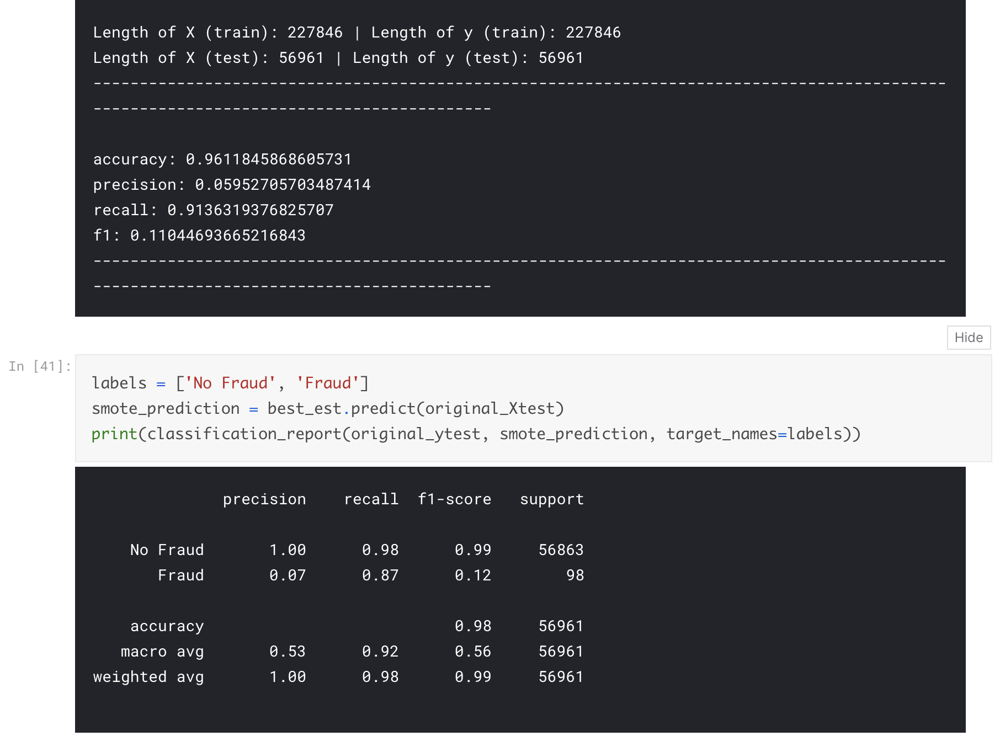 Length of X (train): 227846 | Length of y (train): 227846
Length of X (test): 56961 | Length of y (test): 56961
--------------------------------------------------------------------------------------------
-------------------------------------------
accuracy: 0.9611845868605731
precision: 0.05952705703487414
recall: 0.9136319376825707
f1: 0.11044693665216843
--------------------------------------------------------------------------------------------
-------------------------------------------
Hide
In [41]:
labels = ['No Fraud', 'Fraud']
smote_prediction = best_est.predict(original_Xtest)
print(classification_report(original_ytest, smote_prediction, target_names=labels))
precision    recall  f1-score   support
No Fraud       1.00      0.98      0.99     56863
Fraud       0.07      0.87      0.12        98
accuracy                           0.98     56961
macro avg       0.53      0.92      0.56     56961
weighted avg       1.00      0.98      0.99     56961